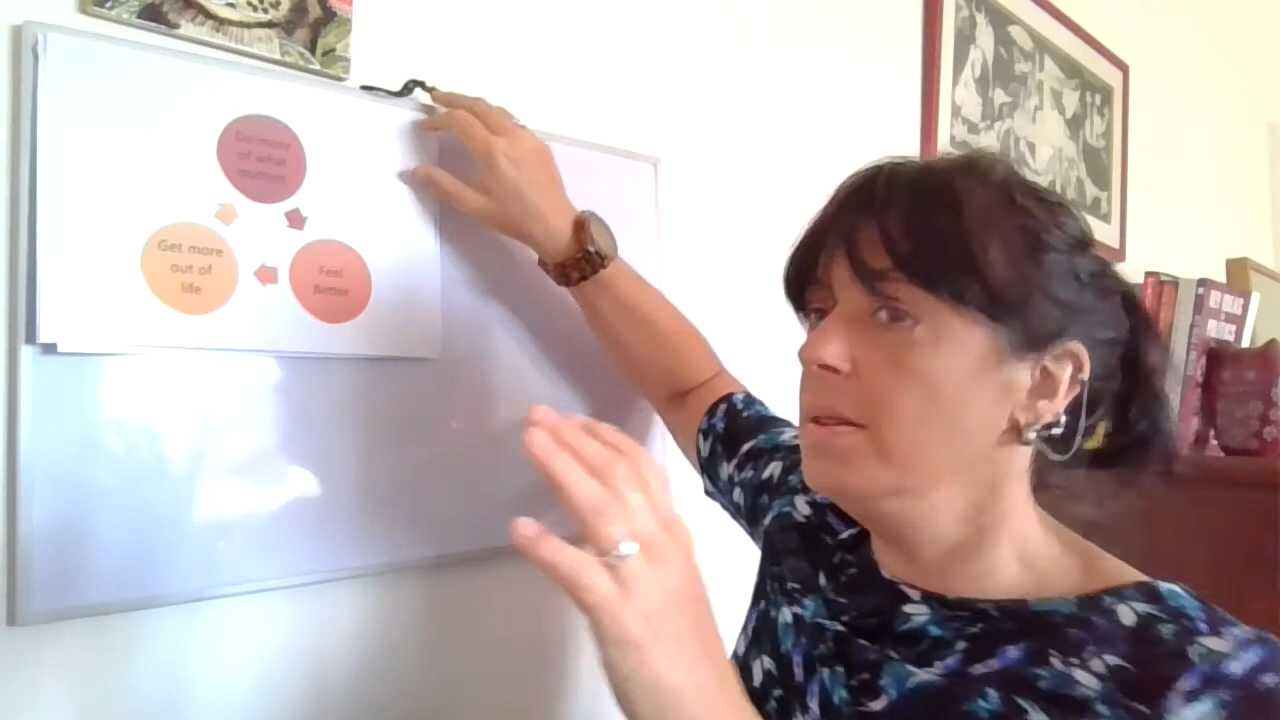 Do more
of what
matters
Get more
out of
life
Feel
Better